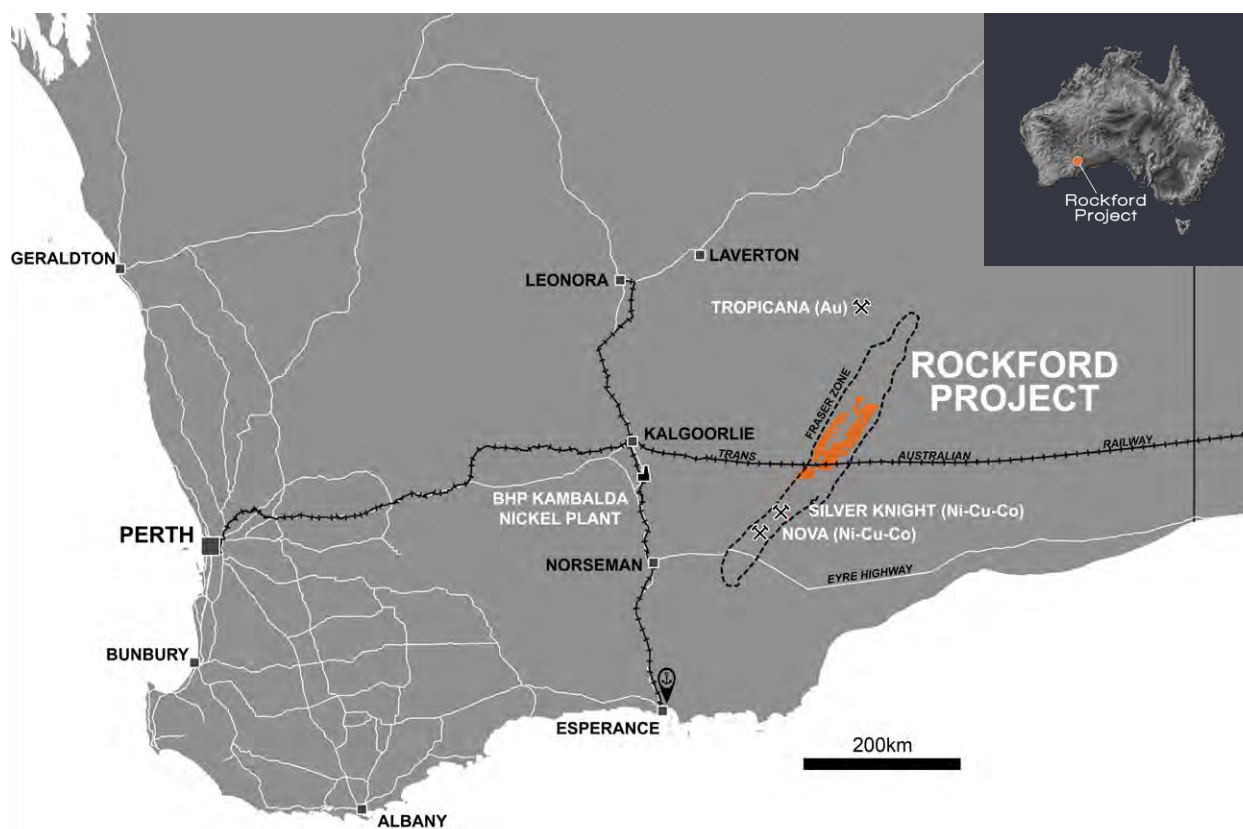 Rockford
Project
GERALDTON
LAVERTON
LEONORA
TROPICANA (Au)
ROCKFORD
PROJECT
FRASER ZONE
KALGOORLIE
TRANS
AUSTRALIAN
RAILWAY
BHP KAMBALDA
NICKEL PLANT
SILVER KNIGHT (Ni-Cu-Co)
PERTH
NOVA (Ni-Cu-Co)
NORSEMAN
EYRE HIGHWAY
BUNBURY
ESPERANCE
200km
ALBANY